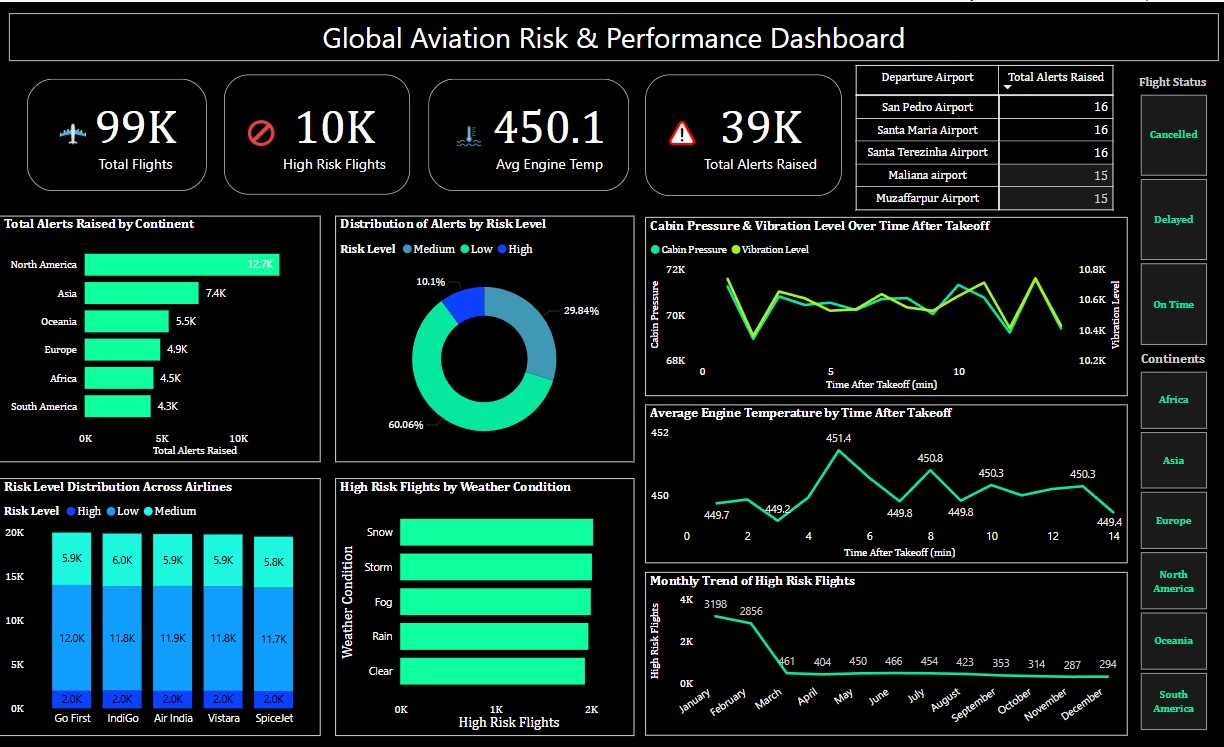 Global Aviation Risk & Performance Dashboard
99K
Total Flights
10K
High Risk Flights
450.1
Avg Engine Temp
39K
Total Alerts Raised
Departure Airport Total Alerts Raised
San Pedro Airport 16
Santa Maria Airport 16
Santa Terezinha Airport 16
Maliana airport 15
Muzaffarpur Airport 15
Flight Status
Cancelled
Delayed
On Time
Continents
Africa
Asia
Europe
North
America
Oceania
South
America
Total Alerts Raised by Continent
North America 12.7K
Asia 7.4K
Oceania 5.5K
Europe 4.9K
Africa 4.5K
South America 4.3K
0K 5K 10K
Total Alerts Raised
Distribution of Alerts by Risk Level
Risk Level Medium Low High
10.1%
29.84%
60.06%
Cabin Pressure & Vibration Level Over Time After Takeoff
Cabin Pressure Vibration Level
72K
70K
68K
Cabin Pressure
10.8K
10.6K
10.4K
10.2K
Vibration Level
0 5 10
Time After Takeoff (min)
Average Engine Temperature by Time After Takeoff
452
450
449.7
449.2
451.4
449.8
450.8
449.8
450.3
450.3
449.4
0 2 4 6 8 10 12 14
Time After Takeoff (min)
Risk Level Distribution Across Airlines
Risk Level High Low Medium
20K
15K
10K
5K
0K
5.9K 6.0K 5.9K 5.9K 5.8K
12.0K 11.8K 11.9K 11.8K 11.7K
2.0K 2.0K 2.0K 2.0K 2.0K
Go First IndiGo Air India Vistara SpiceJet
High Risk Flights by Weather Condition
Weather Condition
Snow
Storm
Fog
Rain
Clear
0K 1K 2K
High Risk Flights
Monthly Trend of High Risk Flights
High Risk Flights
4K
2K
0K
3198 2856 461 404 450 466 454 423 353 314 287 294
January February March April May June July August September October November December